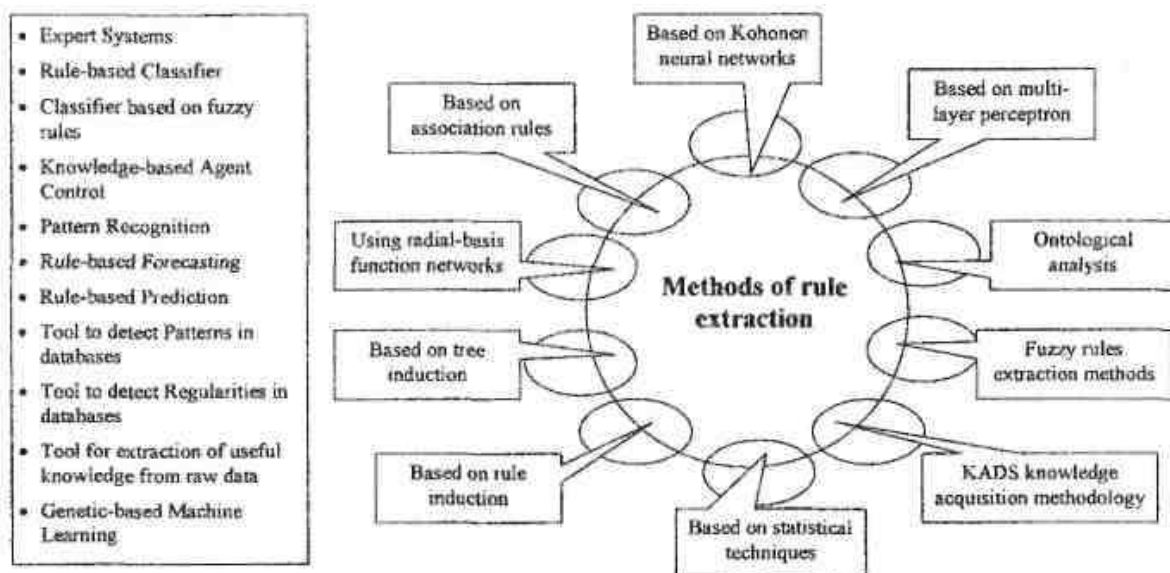 • Expert Systems
• Rule-based Classifier
• Classifier based on fuzzy
rules
• Knowledge-based Agent
Control
• Pattern Recognition
• Rule-based Forecasting
• Rule-based Prediction
• Tool to detect Patterns in
databases
• Tool to detect Regularities in
databases
• Tool for extraction of useful
knowledge from raw data
• Genetic-based Machine
Learning
Based on Kohonen
neural networks
Based on multi-
layer perceptron
Based on
association rules
Using radial-basis
function networks
Ontological
analysis
Methods of rule
extraction
Based on tree
induction
Fuzzy rules
extraction methods
Based on rule
induction
KADS knowledge
acquisition methodology
Based on statistical
techniques